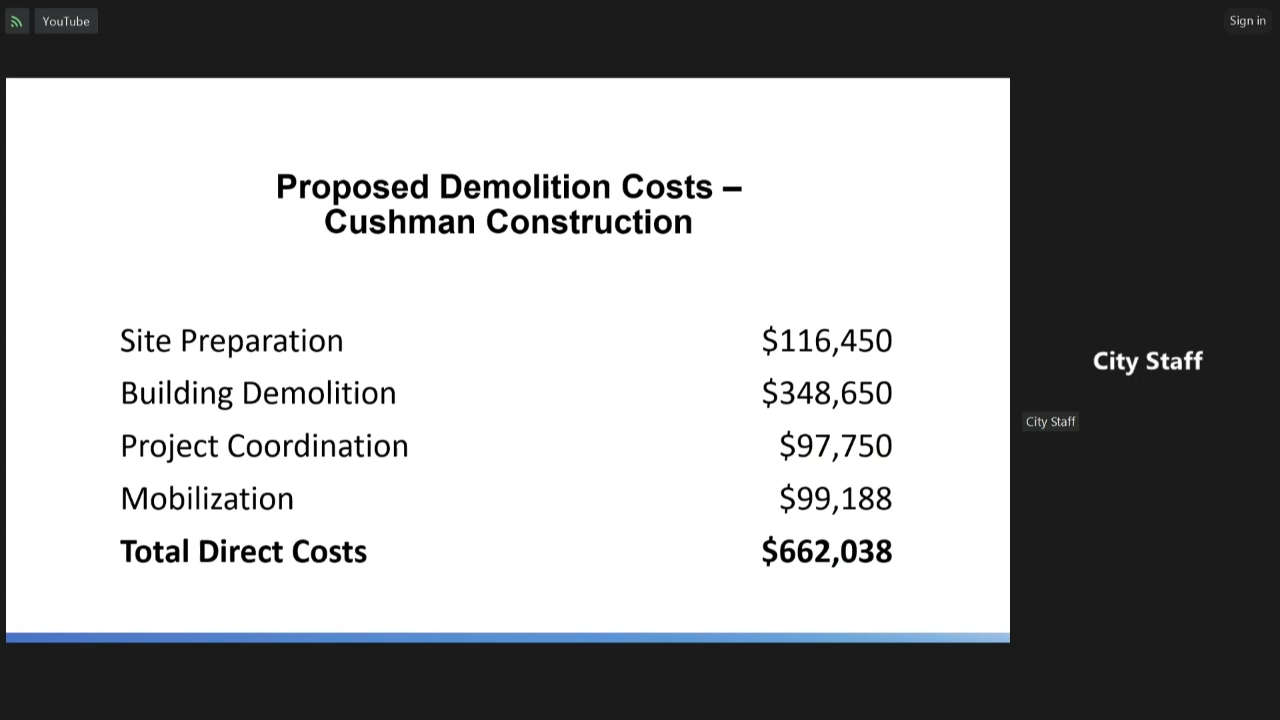 YouTube
Sign in
Proposed Demolition Costs –
Cushman Construction
Site Preparation $116,450
Building Demolition $348,650
Project Coordination $97,750
Mobilization $99,188
Total Direct Costs $662,038
City Staff
City Staff